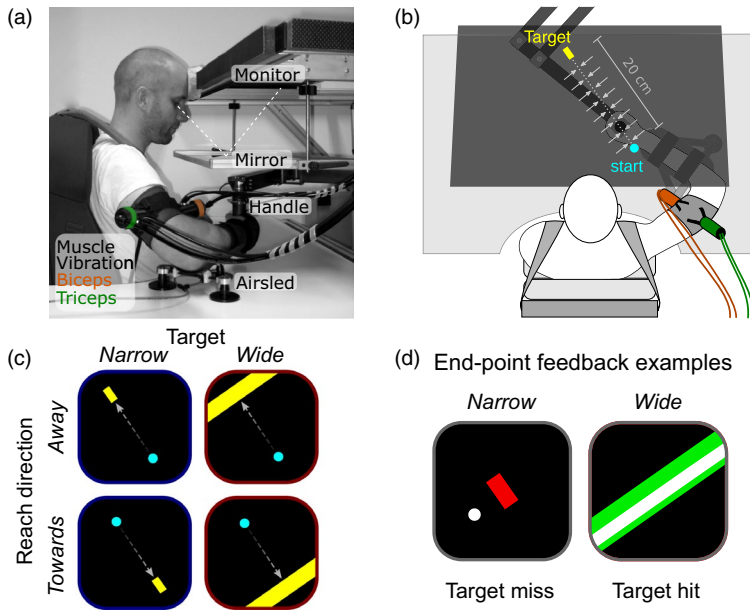 (a)
Monitor
Mirror
Handle
Airsled
Muscle
Vibration
Biceps
Triceps
(b)
Target
20 cm
start
(c)
Target
Narrow
Wide
Reach direction
Away
Towards
(d)
End-point feedback examples
Narrow
Wide
Target miss
Target hit